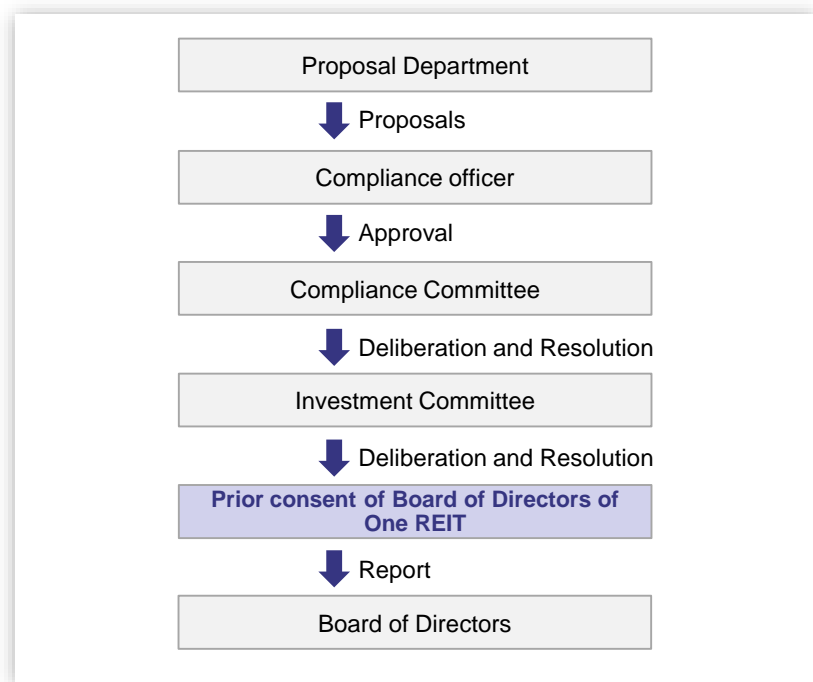 Proposal Department
Proposals
Compliance officer
Approval
Compliance Committee
Deliberation and Resolution
Investment Committee
Deliberation and Resolution
Prior consent of Board of Directors of
One REIT
Report
Board of Directors